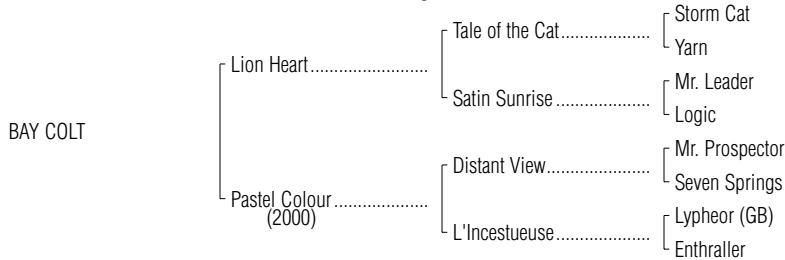 Storm Cat
Tale of the Cat....................
Yarn
Lion Heart.........................
Mr. Leader
Satin Sunrise ....................
Logic
BAY COLT
Mr. Prospector
Distant View......................
Seven Springs
Pastel Colour....................
(2000)
Lypheor (GB)
L'Incestueuse....................
Enthraller